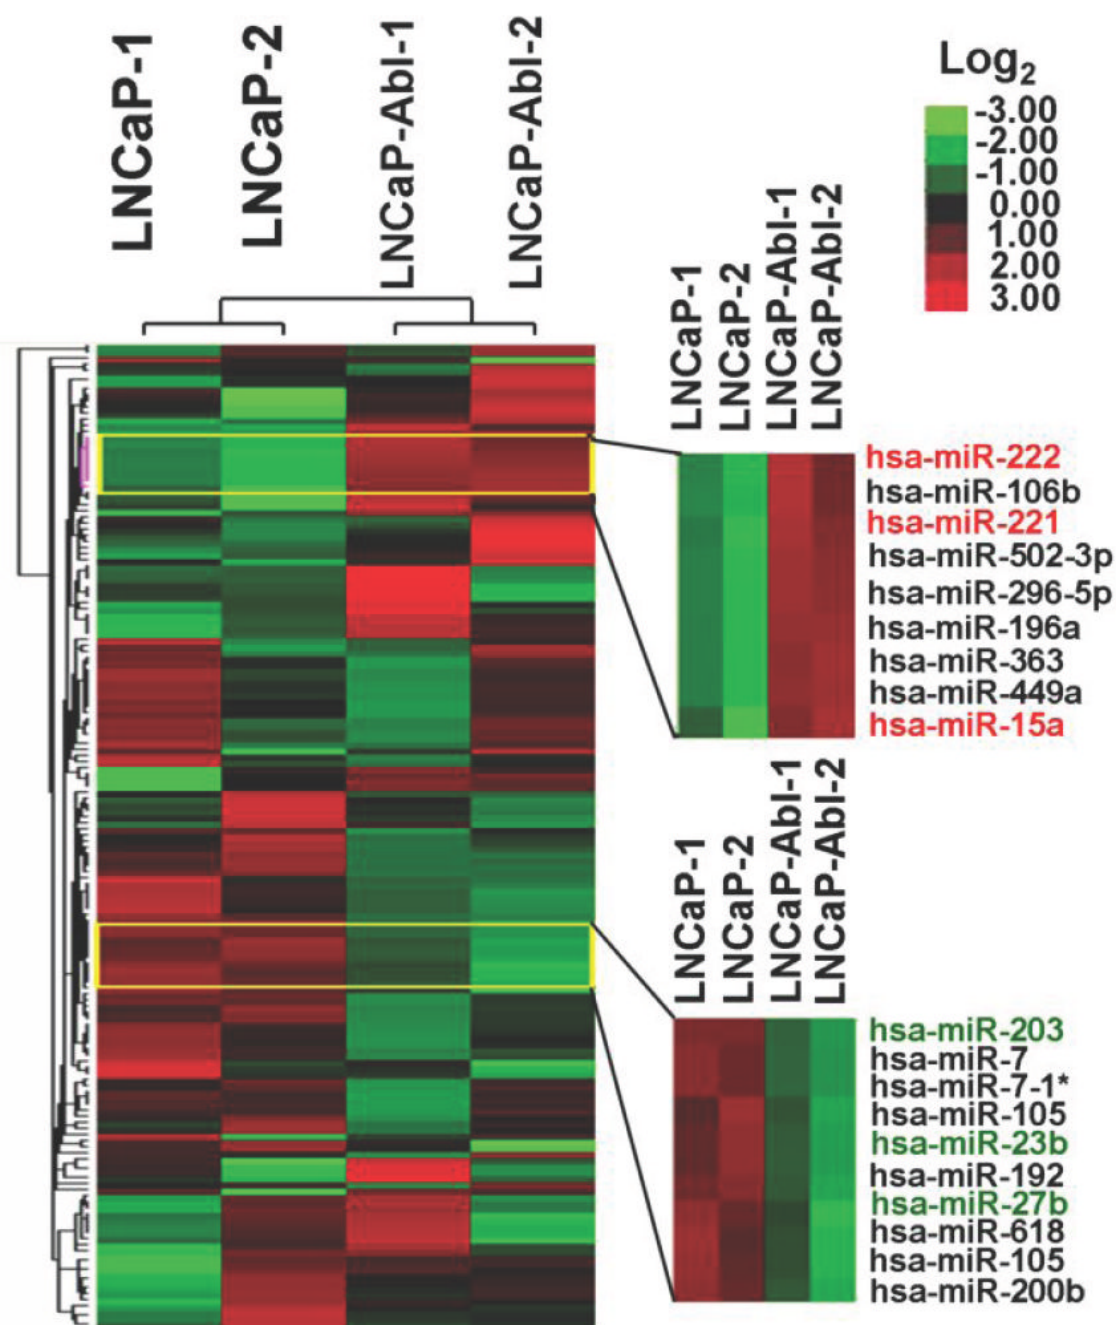 LNCaP-1
LNCaP-2
LNCaP-Abl-1
LNCaP-Abl-2
Log2
-3.00
-2.00
-1.00
0.00
1.00
2.00
3.00
LNCaP-1
LNCaP-2
LNCaP-Abl-1
LNCaP-Abl-2
hsa-miR-222
hsa-miR-106b
hsa-miR-221
hsa-miR-502-3p
hsa-miR-296-5p
hsa-miR-196a
hsa-miR-363
hsa-miR-449a
hsa-miR-15a
LNCaP-1
LNCaP-2
LNCaP-Abl-1
LNCaP-Abl-2
hsa-miR-203
hsa-miR-7
hsa-miR-7-1*
hsa-miR-105
hsa-miR-23b
hsa-miR-192
hsa-miR-27b
hsa-miR-618
hsa-miR-105
hsa-miR-200b